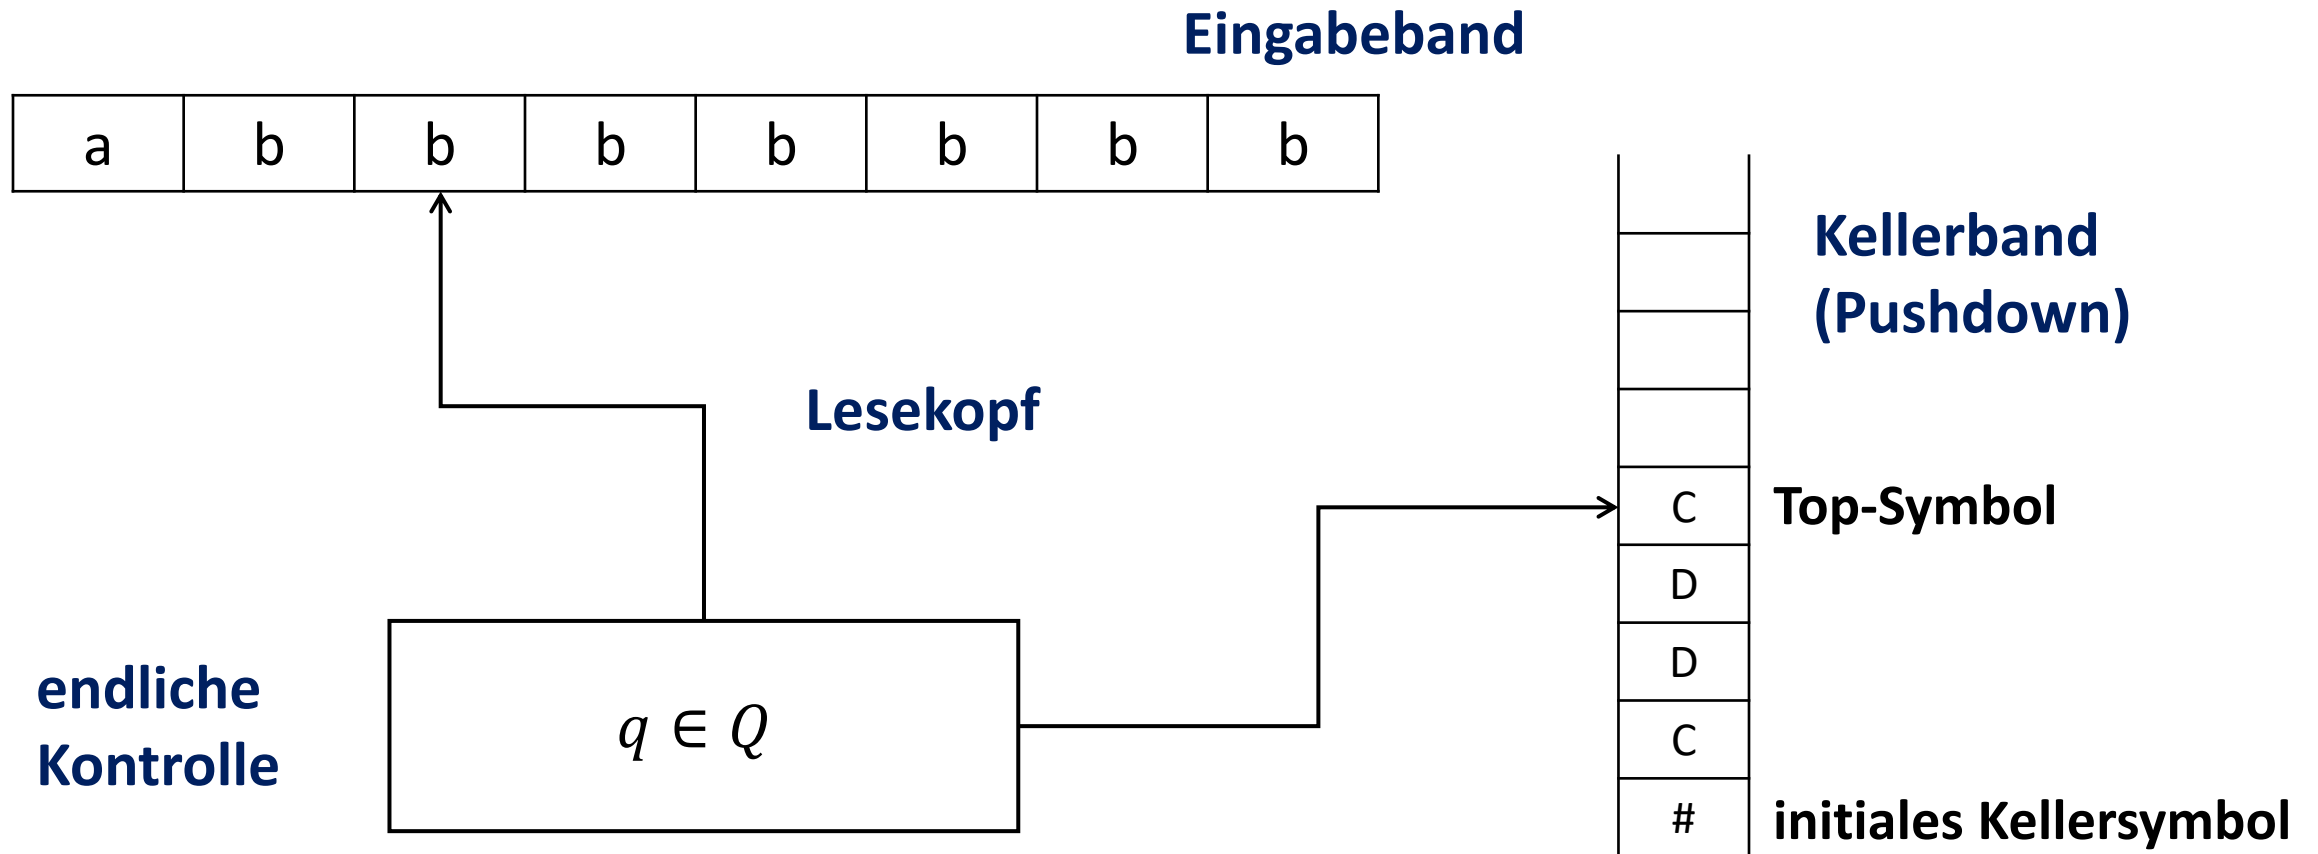 Eingabeband
a b b b b b b b
Kellerband
(Pushdown)
Lesekopf
C Top-Symbol
D
D
C
# initiales Kellersymbol
endliche
Kontrolle
q ∈ Q